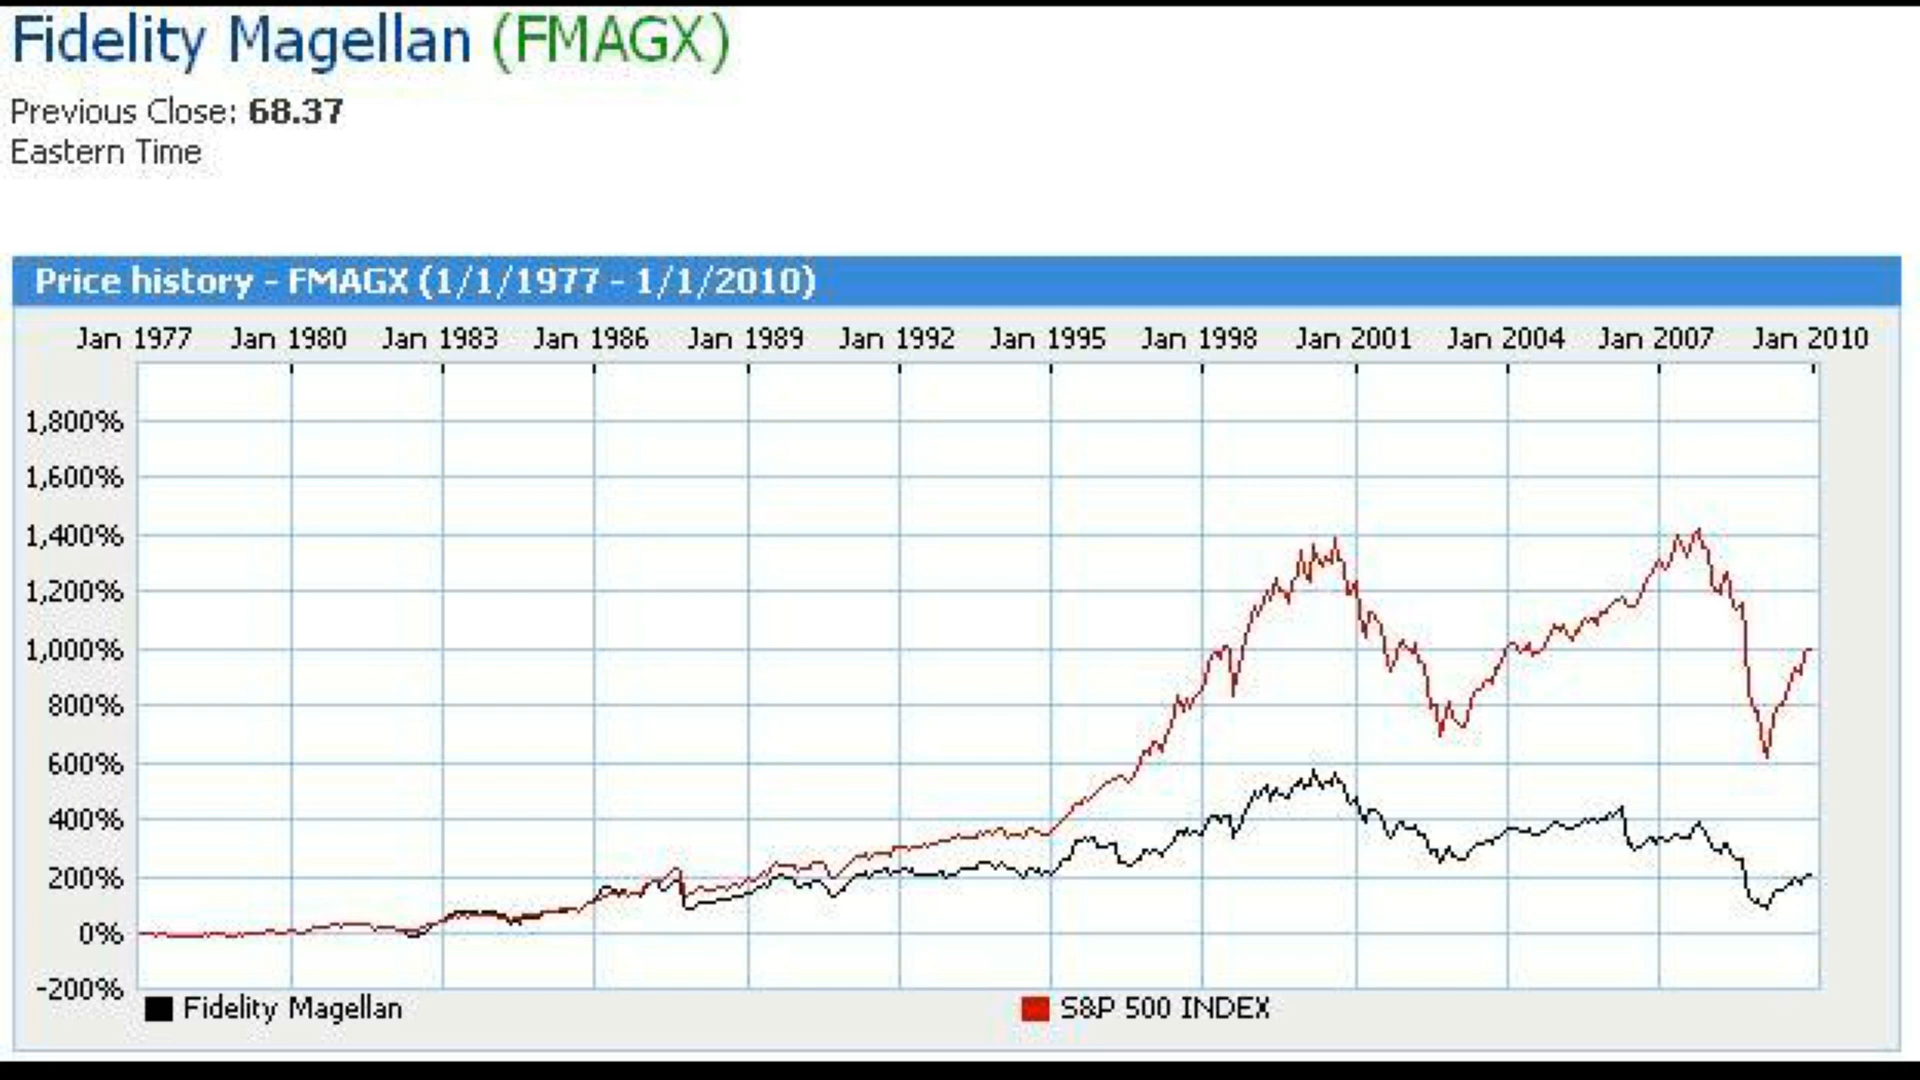 Fidelity Magellan (FMAGX)
Previous Close: 68.37
Eastern Time
Price history - FMAGX (1/1/1977 - 1/1/2010)
Jan 1977 Jan 1980 Jan 1983 Jan 1986 Jan 1989 Jan 1992 Jan 1995 Jan 1998 Jan 2001 Jan 2004 Jan 2007 Jan 2010
1,800%
1,600%
1,400%
1,200%
1,000%
800%
600%
400%
200%
0%
-200%
Fidelity Magellan S&P 500 INDEX